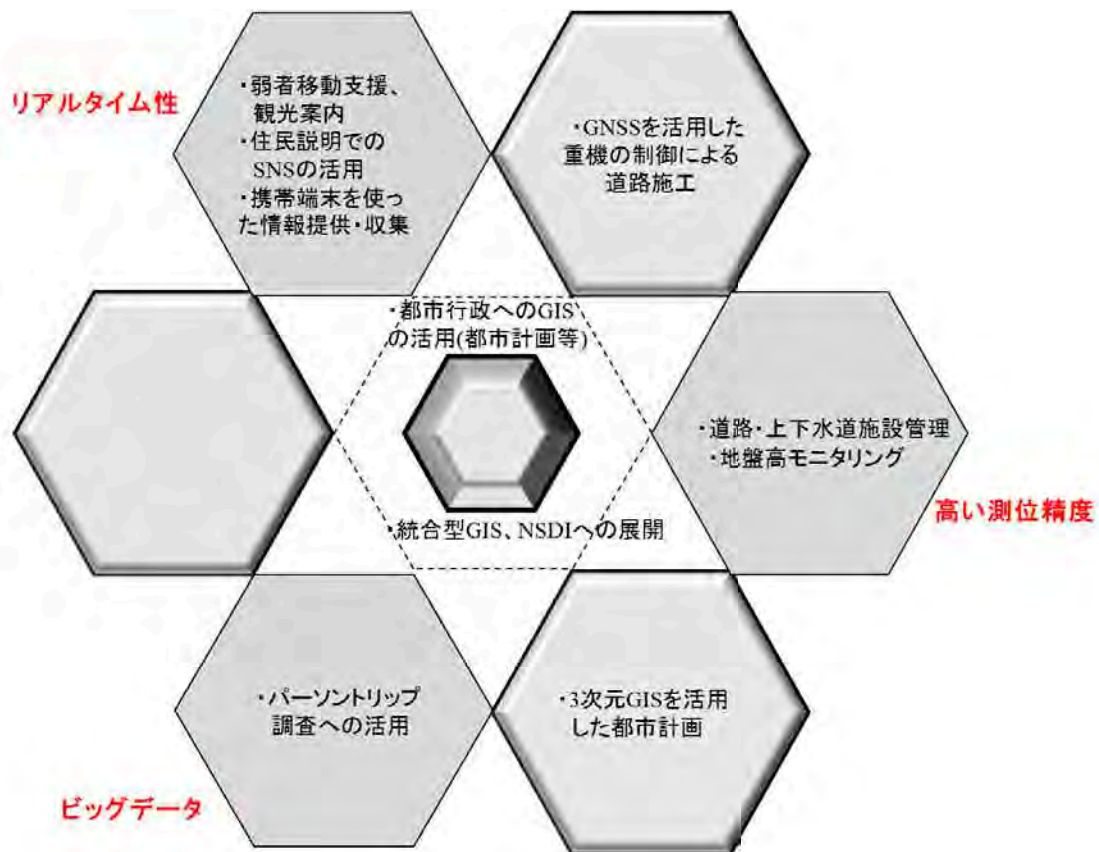 リアルタイム性
・弱者移動支援、
観光案内
・住民説明での
SNSの活用
・携帯端末を使っ
た情報提供・収集
・GNSSを活用した
重機の制御による
道路施工
・都市行政へのGIS
の活用(都市計画等)
・道路・上下水道施設管理
・地盤高モニタリング
高い測位精度
・統合型GIS、NSDIへの展開
・パーソントリップ
調査への活用
・3次元GISを活用
した都市計画
ビッグデータ